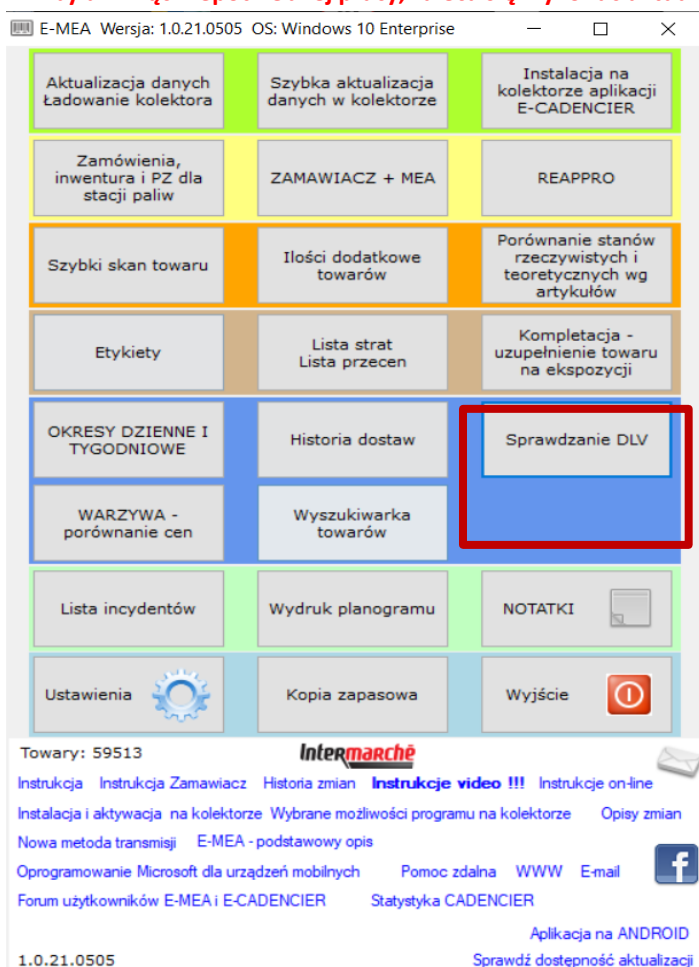 E-MEA Wersja: 1.0.21.0505 OS: Windows 10 Enterprise
Aktualizacja danych
Ładowanie kolektora
Szybka aktualizacja
danych w kolektorze
Instalacja na
kolektorze aplikacji
E-CADENCIER
Zamówienia,
inwentura i PZ dla
stacji paliw
ZAMAWIACZ + MEA
REAPPRO
Szybki skan towaru
Ilości dodatkowe
towarów
Porównanie stanów
rzeczywistych i
teoretycznych wg
artykułów
Etykiety
Lista strat
Lista przecen
Kompletacja -
uzupełnienie towaru
na ekspozycji
OKRESY DZIENNE I
TYGODNIOWE
Historia dostaw
Sprawdzanie DLV
WARZYWA -
porównanie cen
Wyszukiwarka
towarów
Lista incydentów
Wydruk planogramu
NOTATKI
Ustawienia
Kopia zapasowa
Wyjście
Towary: 59513
Intermarchē
Instrukcja Instrukcja Zamawiacz Historia zmian Instrukcje video !!! Instrukcje on-line
Instalacja i aktywacja na kolektorze Wybrane możliwości programu na kolektorze Opisy zmian
Nowa metoda transmisji E-MEA - podstawowy opis
Oprogramowanie Microsoft dla urządzeń mobilnych Pomoc zdalna WWW E-mail
f
Forum użytkowników E-MEA i E-CADENCIER Statystyka CADENCIER
Aplikacja na ANDROID
1.0.21.0505 Sprawdź dostępność aktualizacji